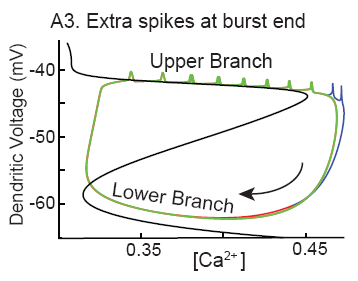 A3. Extra spikes at burst end
Upper Branch
-40
-50
-60
Dendritic Voltage (mV)
Lower Branch
0.35
0.45
[Ca²⁺]